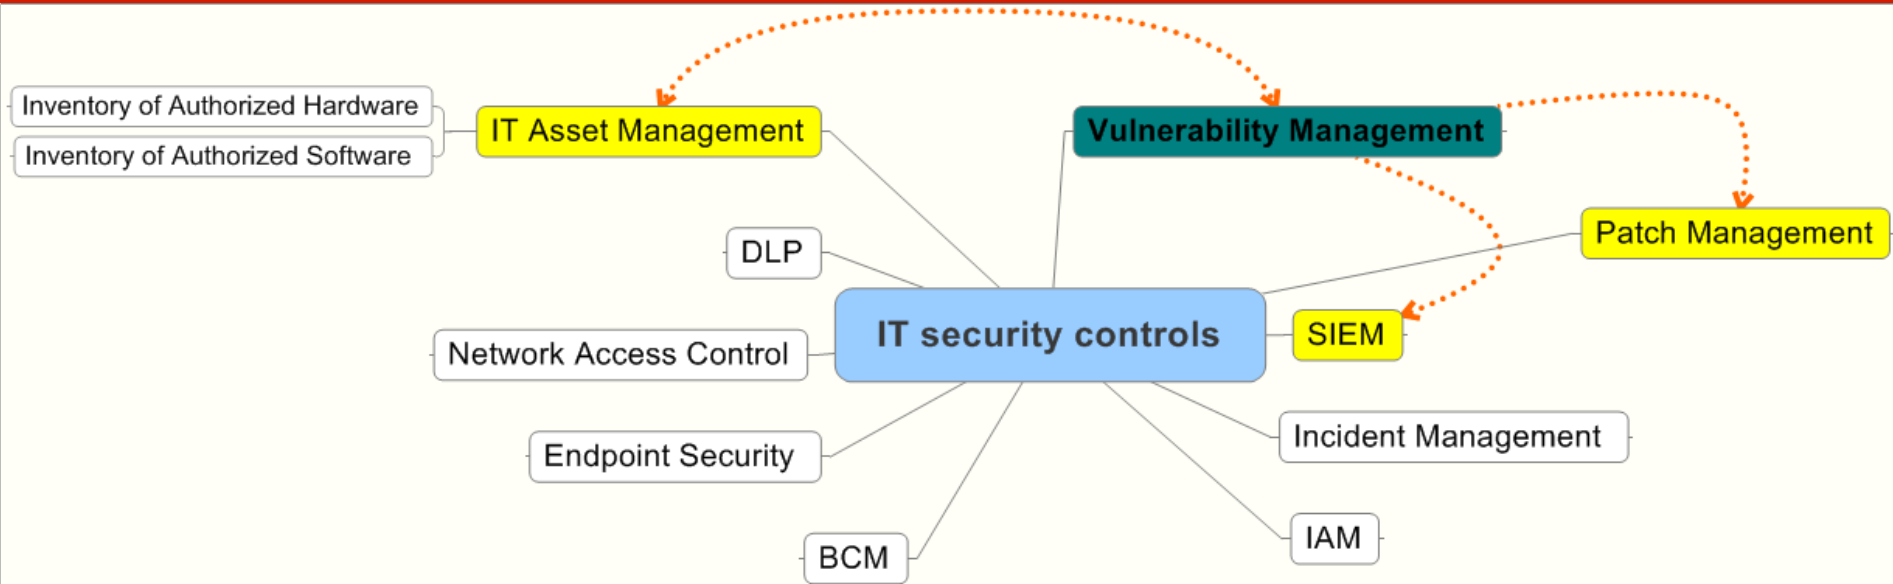 Inventory of Authorized Hardware
Inventory of Authorized Software
IT Asset Management
Vulnerability Management
Patch Management
DLP
IT security controls
SIEM
Network Access Control
Endpoint Security
Incident Management
BCM
IAM